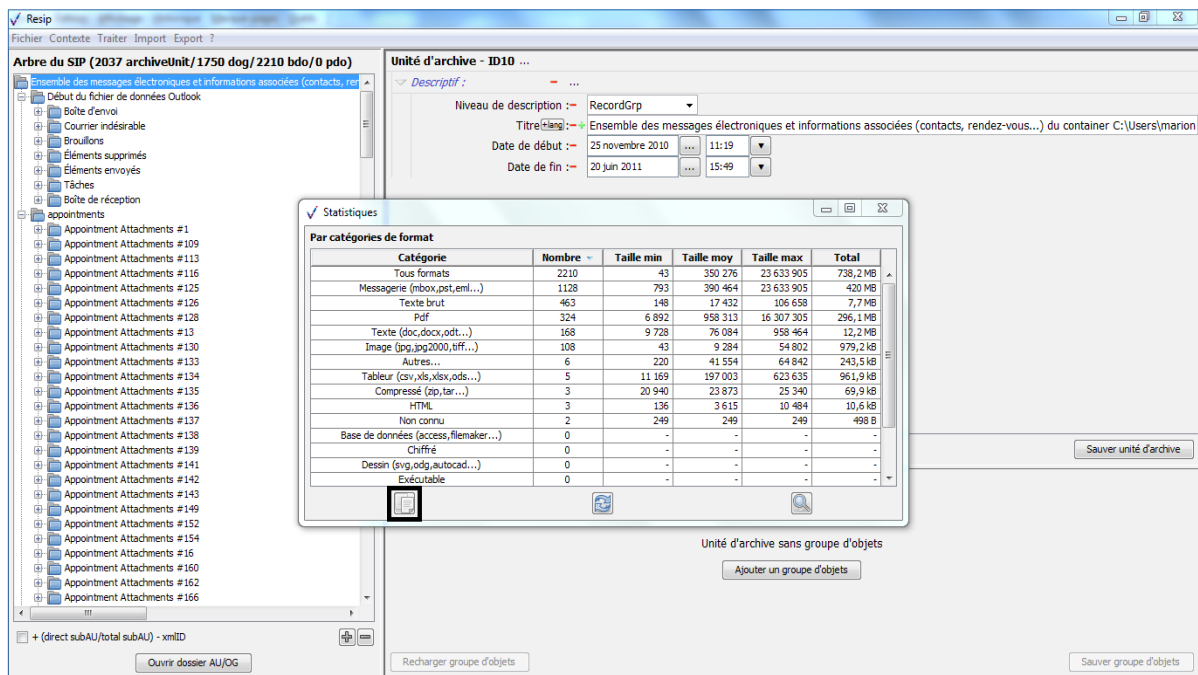 Resip
Fichier Contexte Traiter Import Export ?
Arbre du SIP (2037 archiveUnit/1750 dog/2210 bdo/0 pdo)
Ensemble des messages électroniques et informations associées (contacts, rer
Début du fichier de données Outlook
Boîte d'envoi
Courrier indésirable
Brouillons
Éléments supprimés
Éléments envoyés
Tâches
Boîte de réception
appointments
Appointment Attachments #1
Appointment Attachments #109
Appointment Attachments #113
Appointment Attachments #116
Appointment Attachments #125
Appointment Attachments #126
Appointment Attachments #128
Appointment Attachments #13
Appointment Attachments #130
Appointment Attachments #133
Appointment Attachments #134
Appointment Attachments #135
Appointment Attachments #136
Appointment Attachments #137
Appointment Attachments #138
Appointment Attachments #139
Appointment Attachments #141
Appointment Attachments #142
Appointment Attachments #143
Appointment Attachments #149
Appointment Attachments #152
Appointment Attachments #154
Appointment Attachments #16
Appointment Attachments #160
Appointment Attachments #162
Appointment Attachments #166
+ (direct subAU/total subAU) - xmlID
Ouvrir dossier AU/OG
Unité d'archive - ID10 ...
Descriptif : - ...
Niveau de description :- RecordGrp
Titre +lang :-+ Ensemble des messages électroniques et informations associées (contacts, rendez-vous...) du container C:\Users\marion
Date de début :- 25 novembre 2010 ... 11:19
Date de fin :- 20 juin 2011 ... 15:49
Statistiques
Par catégories de format
Catégorie Nombre Taille min Taille moy Taille max Total
Tous formats 2210 43 350 276 23 633 905 738,2 MB
Messagerie (mbox,pst,eml...) 1128 793 390 464 23 633 905 420 MB
Texte brut 463 148 17 432 106 658 7,7 MB
Pdf 324 6 892 958 313 16 307 305 296,1 MB
Texte (doc,docx,odt...) 168 9 728 76 084 958 464 12,2 MB
Image (jpg,jpg2000,tiff...) 108 43 9 284 54 802 979,2 kB
Autres... 6 220 41 554 64 842 243,5 kB
Tableur (csv,xls,xlsx,ods...) 5 11 169 197 003 623 635 961,9 kB
Compressé (zip,tar...) 3 20 940 23 873 25 340 69,9 kB
HTML 3 136 3 615 10 484 10,6 kB
Non connu 2 249 249 249 498 B
Base de données (access,filemaker...) 0 - - - -
Chiffré 0 - - - -
Dessin (svg,odg,autocad...) 0 - - - -
Exécutable 0 - - - -
Sauver unité d'archive
Unité d'archive sans groupe d'objets
Ajouter un groupe d'objets
Recharger groupe d'objets
Sauver groupe d'objets